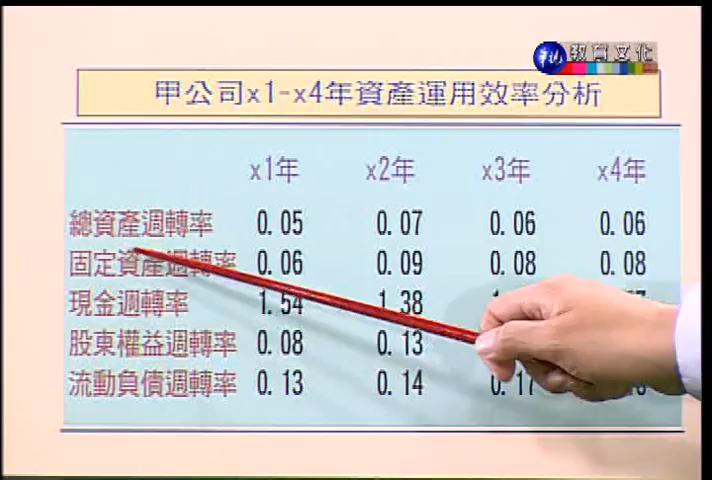 華視 教育文化
甲公司x1-x4年資產運用效率分析
x1年 x2年 x3年 x4年
總資產週轉率 0.05 0.07 0.06 0.06
固定資產週轉率 0.06 0.09 0.08 0.08
現金週轉率 1.54 1.38
股東權益週轉率 0.08 0.13
流動負債週轉率 0.13 0.14 0.17